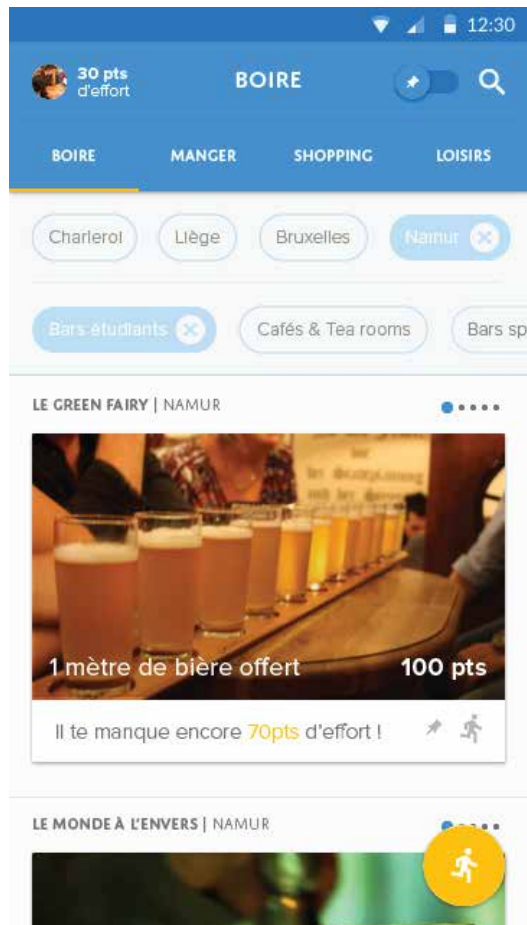 12:30
30 pts
d'effort
BOIRE
BOIRE MANGER SHOPPING LOISIRS
Charleroi Liège Bruxelles Namur
Bars étudiants Cafés & Tea rooms Bars sp
LE GREEN FAIRY | NAMUR
1 mètre de bière offert 100 pts
Il te manque encore 70pts d'effort !
LE MONDE À L'ENVERS | NAMUR